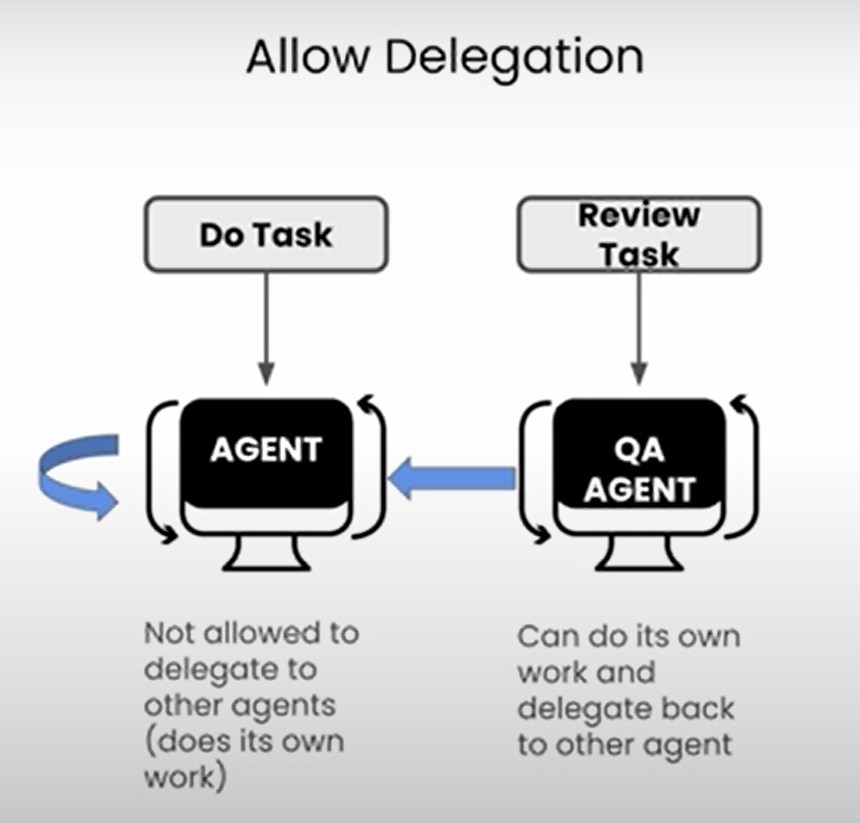 Allow Delegation
Do Task
Review
Task
AGENT
QA
AGENT
Not allowed to
delegate to
other agents
(does its own
work)
Can do its own
work and
delegate back
to other agent